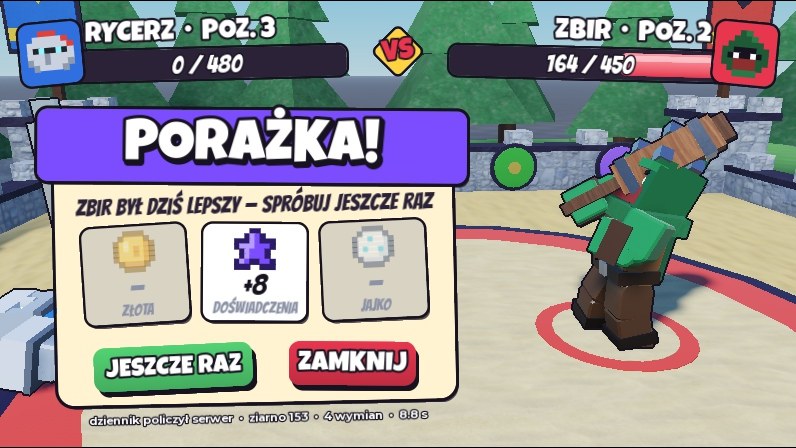 RYCERZ • POZ. 3
0 / 480
VS
ZBIR • POZ. 2
164 / 450
PORAŻKA!
ZBIR BYŁ DZIŚ LEPSZY – SPRÓBUJ JESZCZE RAZ
–
ZŁOTA
+8
DOŚWIADCZENIA
–
JAJKO
JESZCZE RAZ
ZAMKNIJ
dziennik policzył serwer • ziarno 153 • 4 wymian • 8.8 s